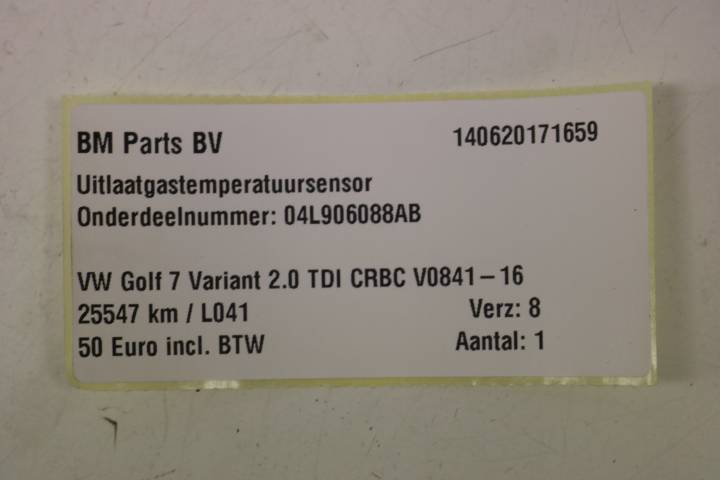 BM Parts BV 140620171659
Uitlaatgastemperatuursensor
Onderdeelnummer: 04L906088AB
VW Golf 7 Variant 2.0 TDI CRBC V0841-16
25547 km / L041 Verz: 8
50 Euro incl. BTW Aantal: 1